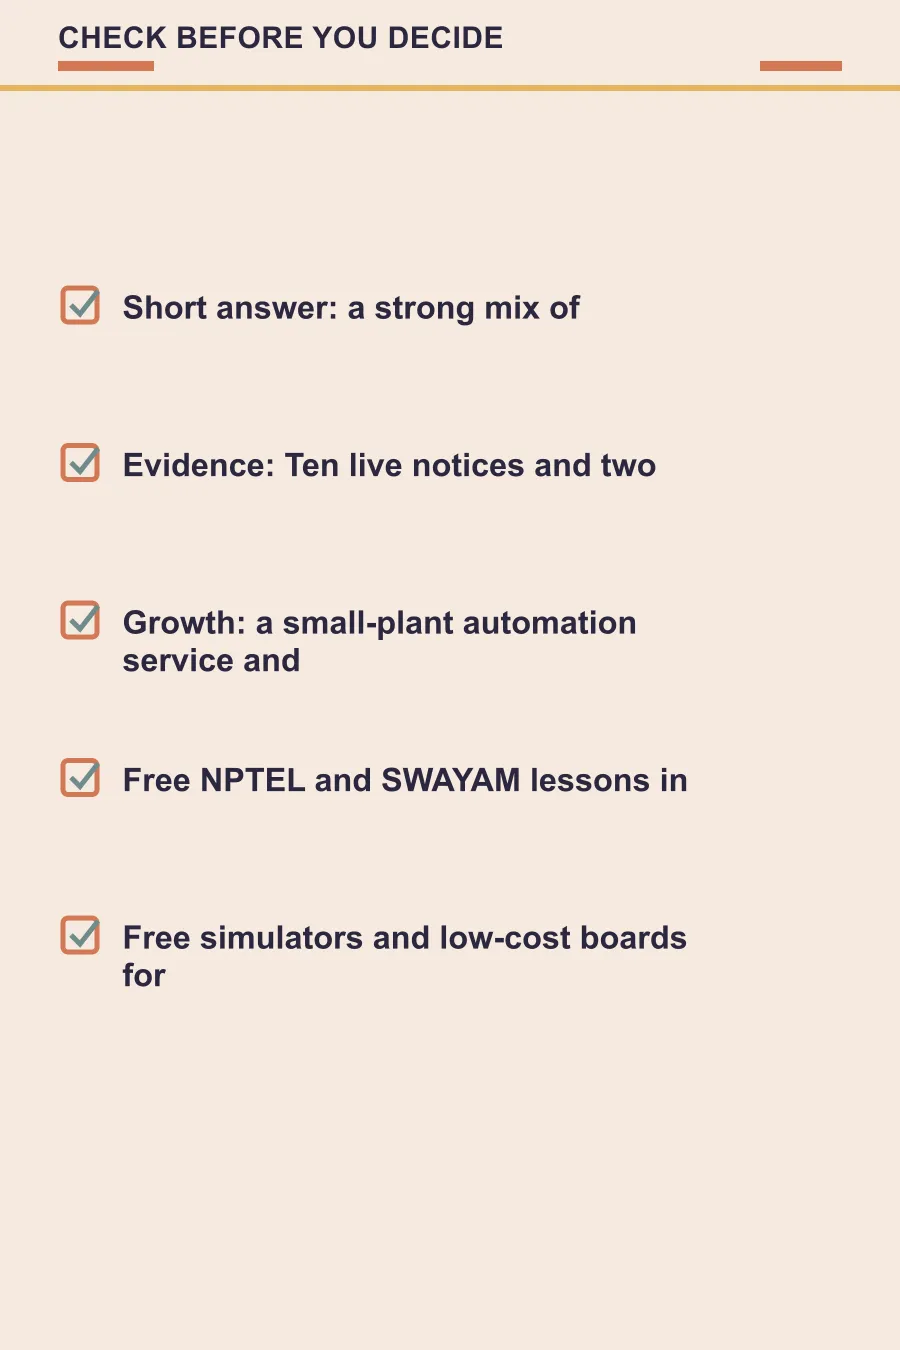 CHECK BEFORE YOU DECIDE
Short answer: a strong mix of
Evidence: Ten live notices and two
Growth: a small-plant automation
service and
Free NPTEL and SWAYAM lessons in
Free simulators and low-cost boards
for